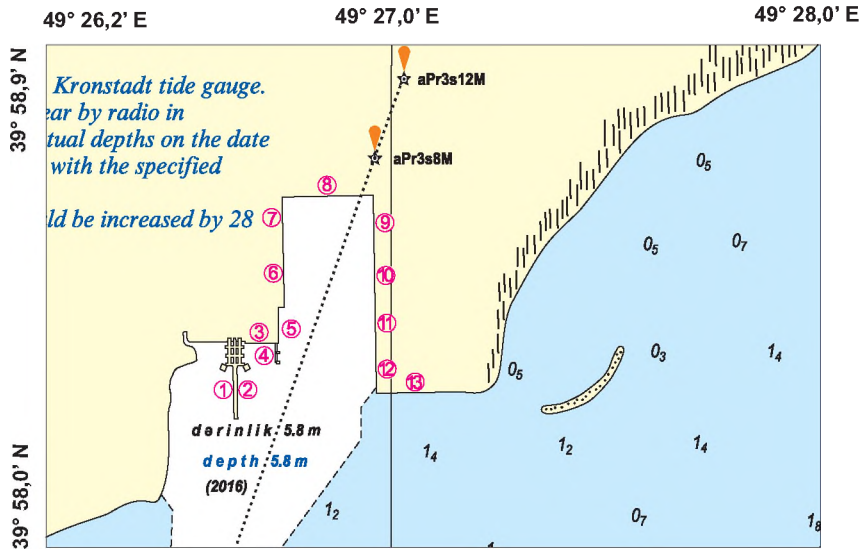 49° 26,2' E 49° 27,0' E 49° 28,0' E
39° 58,9' N
Kronstadt tide gauge.
ear by radio in
tual depths on the date
with the specified
ld be increased by 28
aPr3s12M
aPr3s8M
8
7
9
6
10
11
5
3
4
12
13
1 2
0₅
0₅ 0₇
0₃ 1₄
0₅
1₄ 1₂ 1₄
1₂ 0₇ 1₈
dərinlik 5.8 m
depth 5.8 m
(2016)
39° 58,0' N